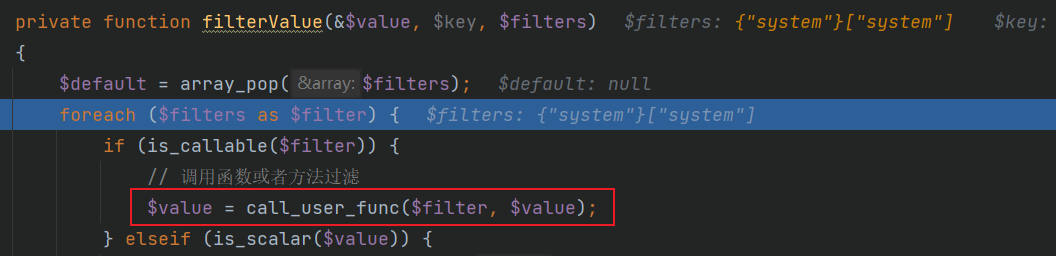 private function filterValue(&$value, $key, $filters)   $filters: {"system"}["system"]   $key:
{
    $default = array_pop( &array: $filters);   $default: null
    foreach ($filters as $filter) {   $filters: {"system"}["system"]
        if (is_callable($filter)) {
            // 调用函数或者方法过滤
            $value = call_user_func($filter, $value);
        } elseif (is_scalar($value)) {